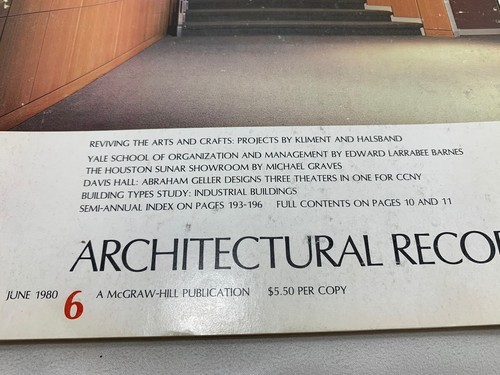 REVIVING THE ARTS AND CRAFTS: PROJECTS BY KLIMENT AND HALSBAND
YALE SCHOOL OF ORGANIZATION AND MANAGEMENT BY EDWARD LARRABEE BARNES
THE HOUSTON SUNAR SHOWROOM BY MICHAEL GRAVES
DAVIS HALL: ABRAHAM GELLER DESIGNS THREE THEATERS IN ONE FOR CCNY
BUILDING TYPES STUDY: INDUSTRIAL BUILDINGS
SEMI-ANNUAL INDEX ON PAGES 193-196 FULL CONTENTS ON PAGES 10 AND 11
ARCHITECTURAL RECO
JUNE 1980 6 A McGRAW-HILL PUBLICATION $5.50 PER COPY